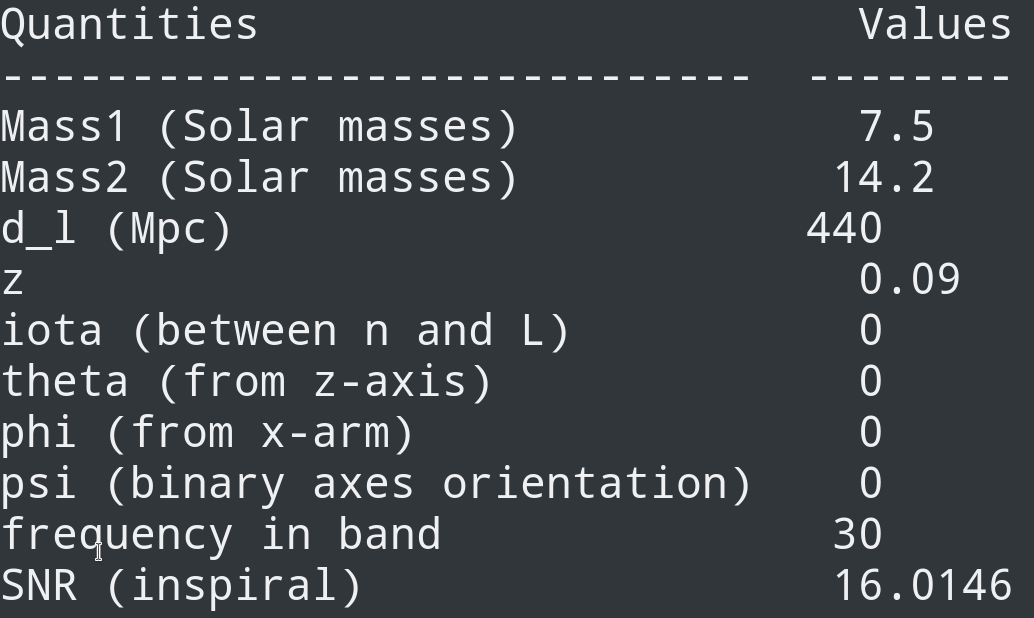 Quantities Values
----------------------------- --------
Mass1 (Solar masses) 7.5
Mass2 (Solar masses) 14.2
d_l (Mpc) 440
z 0.09
iota (between n and L) 0
theta (from z-axis) 0
phi (from x-arm) 0
psi (binary axes orientation) 0
frequency in band 30
SNR (inspiral) 16.0146